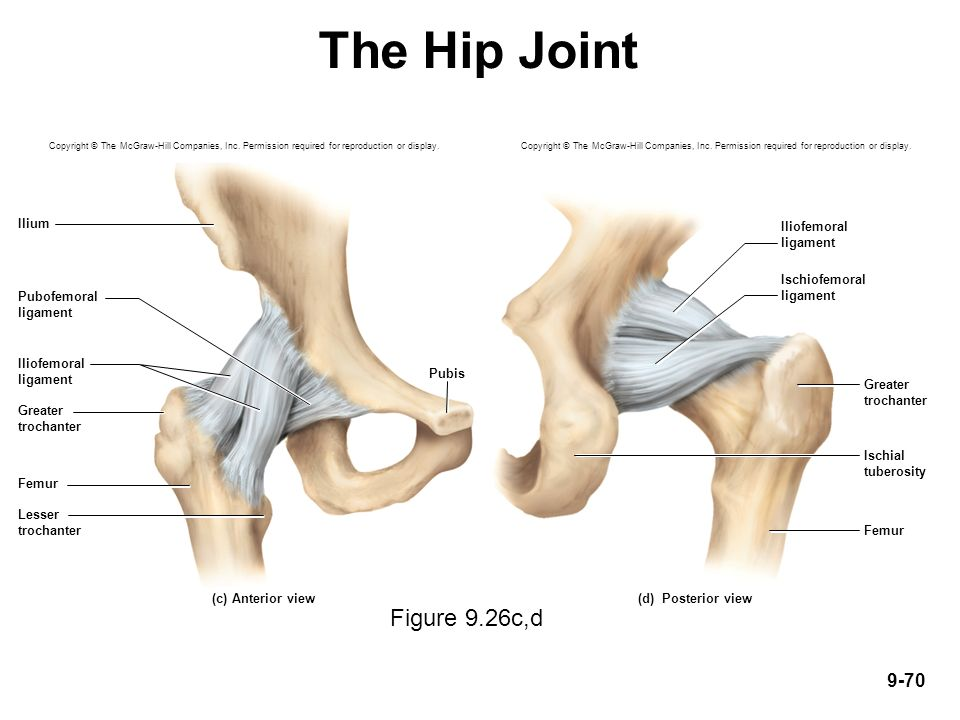 The Hip Joint
Copyright © The McGraw-Hill Companies, Inc. Permission required for reproduction or display.
Copyright © The McGraw-Hill Companies, Inc. Permission required for reproduction or display.
Ilium
Pubofemoral
ligament
Iliofemoral
ligament
Greater
trochanter
Femur
Lesser
trochanter
Pubis
(c) Anterior view
Iliofemoral
ligament
Ischiofemoral
ligament
Greater
trochanter
Ischial
tuberosity
Femur
(d) Posterior view
Figure 9.26c,d
9-70